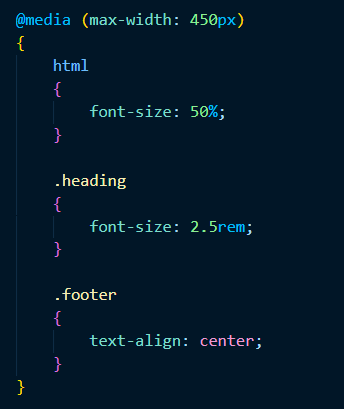 @media (max-width: 450px)
{
    html
    {
        font-size: 50%;
    }

    .heading
    {
        font-size: 2.5rem;
    }

    .footer
    {
        text-align: center;
    }
}